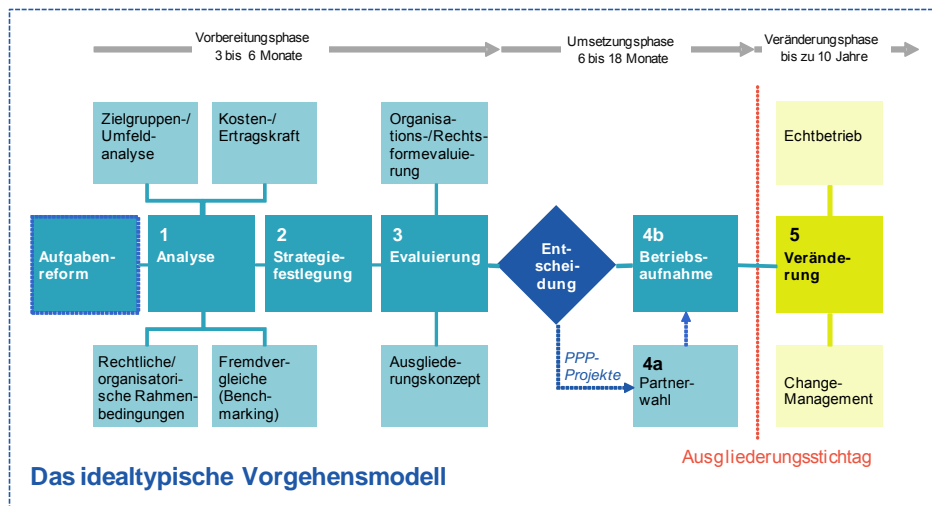 Vorbereitungsphase
3 bis 6 Monate
Umsetzungsphase
6 bis 18 Monate
Veränderungsphase
bis zu 10 Jahre
Zielgruppen-/
Umfeld-
analyse
Kosten-/
Ertragskraft
Organisa-
tions-/Rechts-
formevaluie-
rung
Echtbetrieb
Aufgaben-
reform
1
Analyse
2
Strategie-
festlegung
3
Evaluierung
Ent-
schei-
dung
4b
Betriebs-
aufnahme
5
Verände-
rung
Rechtliche/
organisatori-
sche Rahmen-
bedingungen
Fremdver-
gleiche
(Bench-
marking)
Ausgliede-
rungskonzept
PPP-
Projekte
4a
Partner-
wahl
Change-
Management
Ausgliederungsstichtag
Das idealtypische Vorgehensmodell